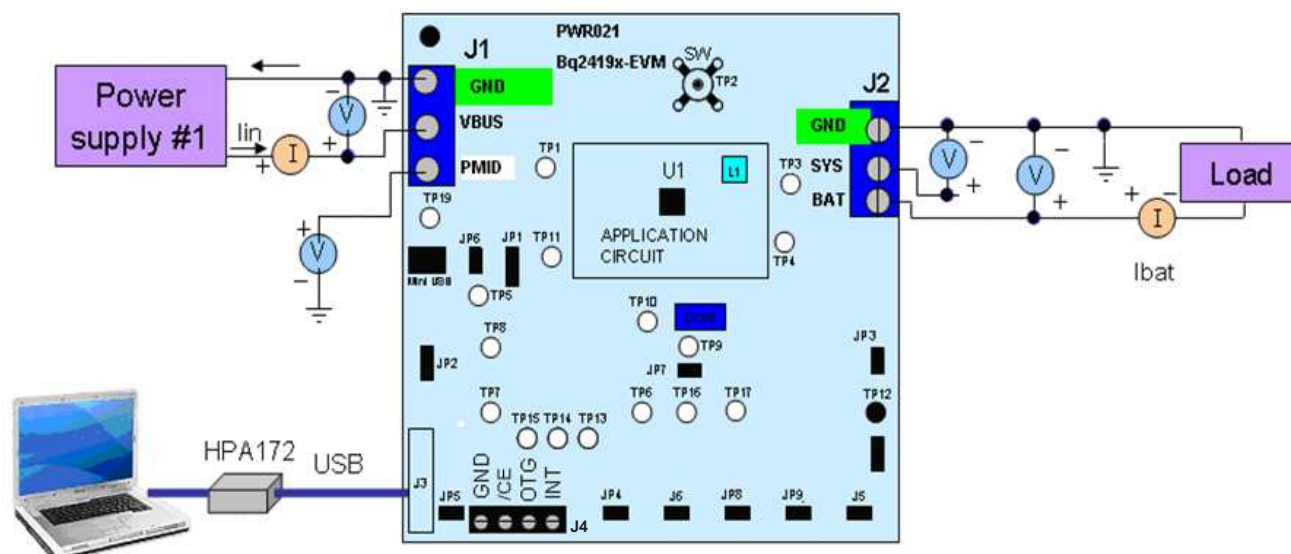 PWR021
Bq2419x-EVM
J1
GND
VBUS
PMID
Power
supply #1
Iin
V
I
V
+
-
SW
TP2
J2
GND
SYS
BAT
V
V
I
Load
Ibat
TP1
U1
L1
TP3
TP4
APPLICATION
CIRCUIT
TP19
Mini USB
JP6
JP1
TP11
TP5
TP8
TP10
TP9
JP7
JP3
JP2
TP7
TP6
TP16
TP17
TP12
TP15
TP14
TP13
HPA172
USB
J3
JP5
GND
/CE
OTG
INT
J4
JP4
J6
JP8
JP9
J5